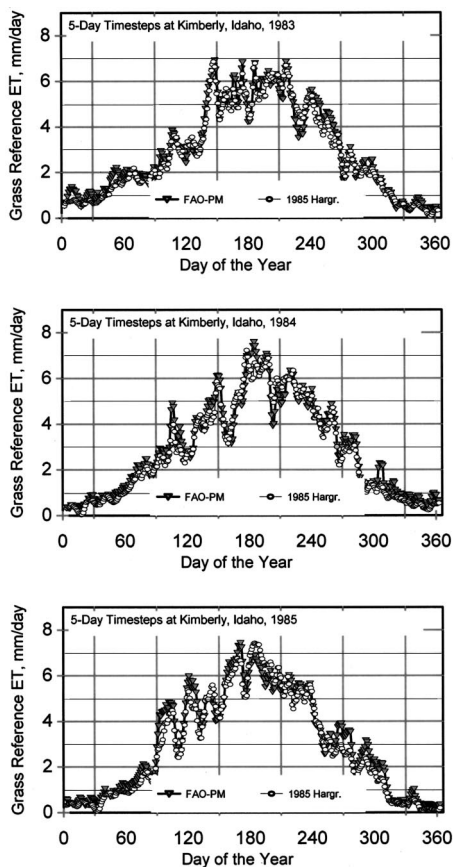 5-Day Timesteps at Kimberly, Idaho, 1983
Grass Reference ET, mm/day
8
6
4
2
0
FAO-PM
1985 Hargr.
0 60 120 180 240 300 360
Day of the Year
5-Day Timesteps at Kimberly, Idaho, 1984
Grass Reference ET, mm/day
8
6
4
2
0
FAO-PM
1985 Hargr.
0 60 120 180 240 300 360
Day of the Year
5-Day Timesteps at Kimberly, Idaho, 1985
Grass Reference ET, mm/day
8
6
4
2
0
FAO-PM
1985 Hargr.
0 60 120 180 240 300 360
Day of the Year